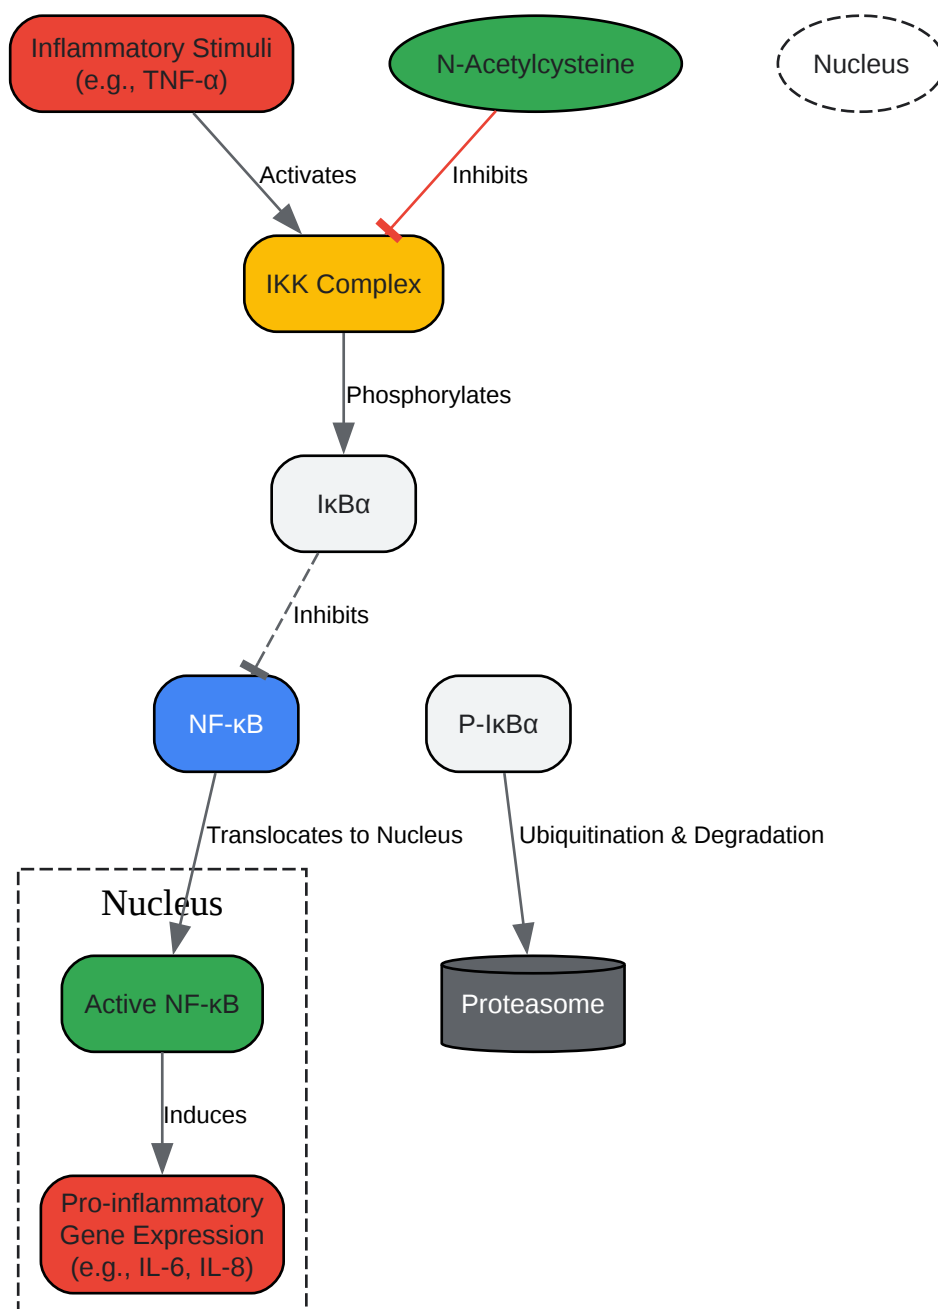 Inflammatory Stimuli
(e.g., TNF-α)
N-Acetylcysteine
Nucleus
Activates
Inhibits
IKK Complex
Phosphorylates
IκBα
Inhibits
NF-κB
P-IκBα
Translocates to Nucleus
Ubiquitination & Degradation
Nucleus
Active NF-κB
Proteasome
Induces
Pro-inflammatory
Gene Expression
(e.g., IL-6, IL-8)